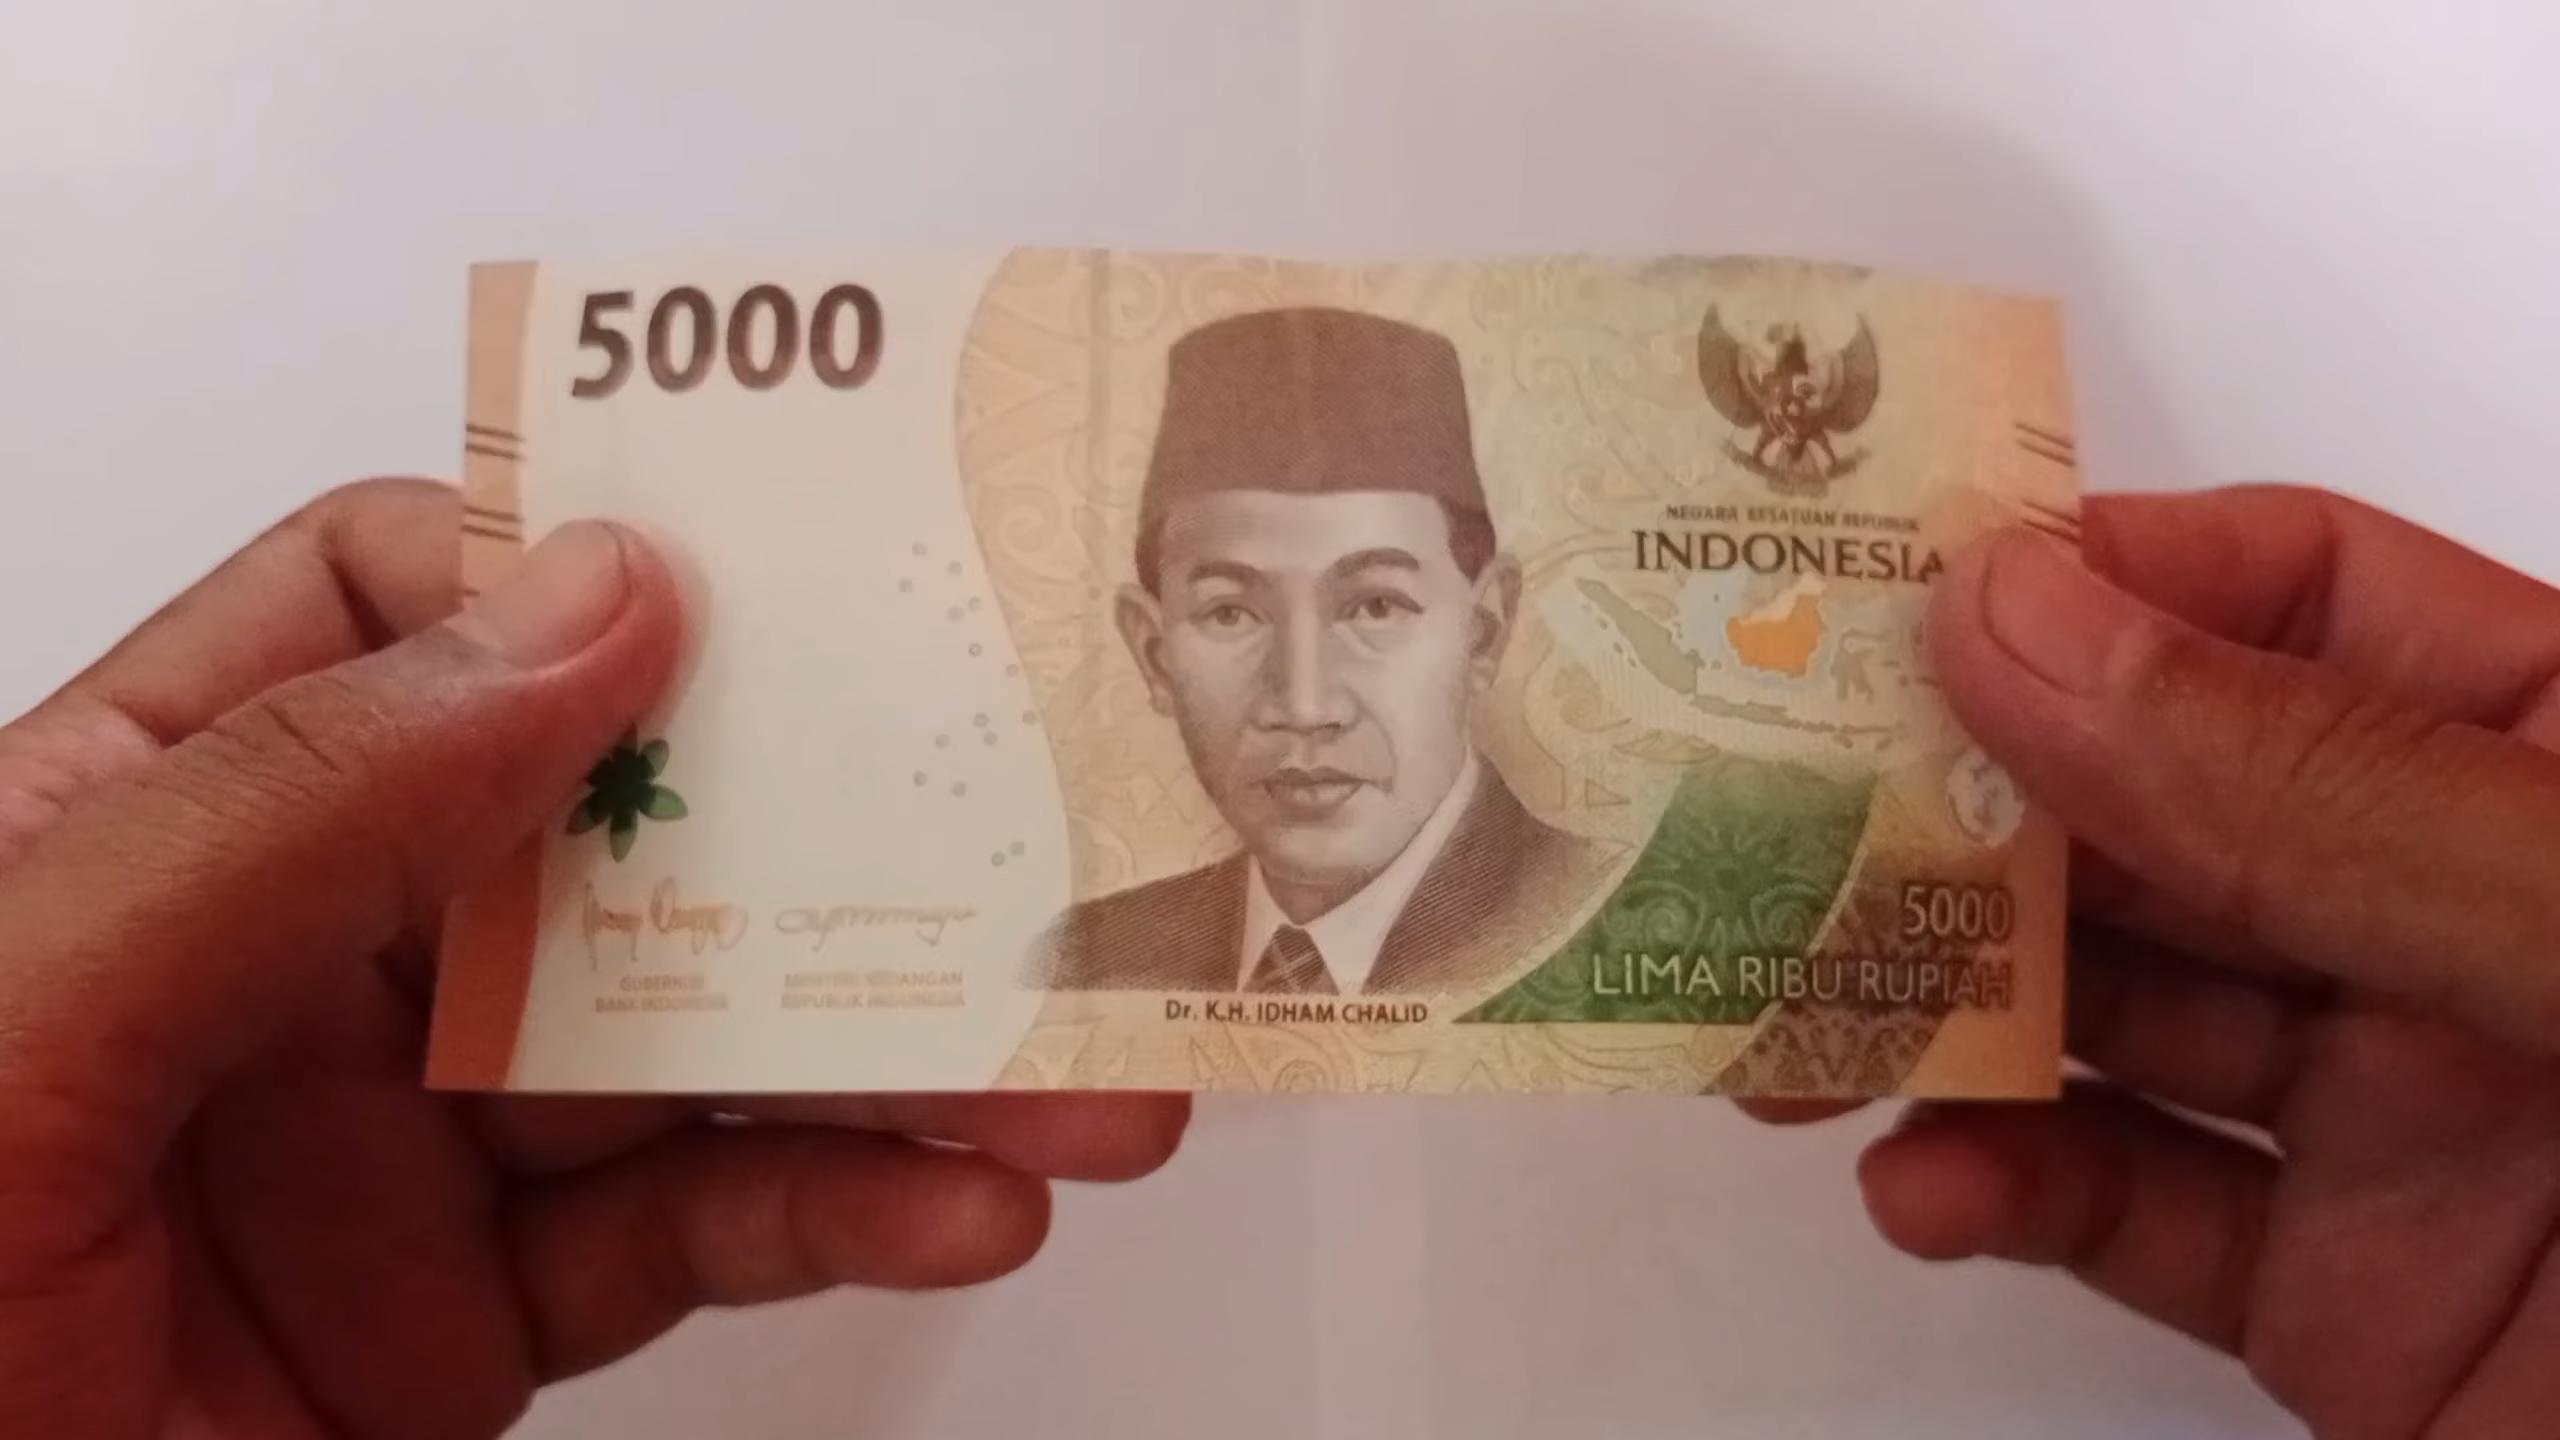 5000
NEGARA KESATUAN REPUBLIK
INDONESIA
GUBERNUR
BANK INDONESIA
MENTERI KEUANGAN
REPUBLIK INDONESIA
Dr. K.H. IDHAM CHALID
5000
LIMA RIBU RUPIAH